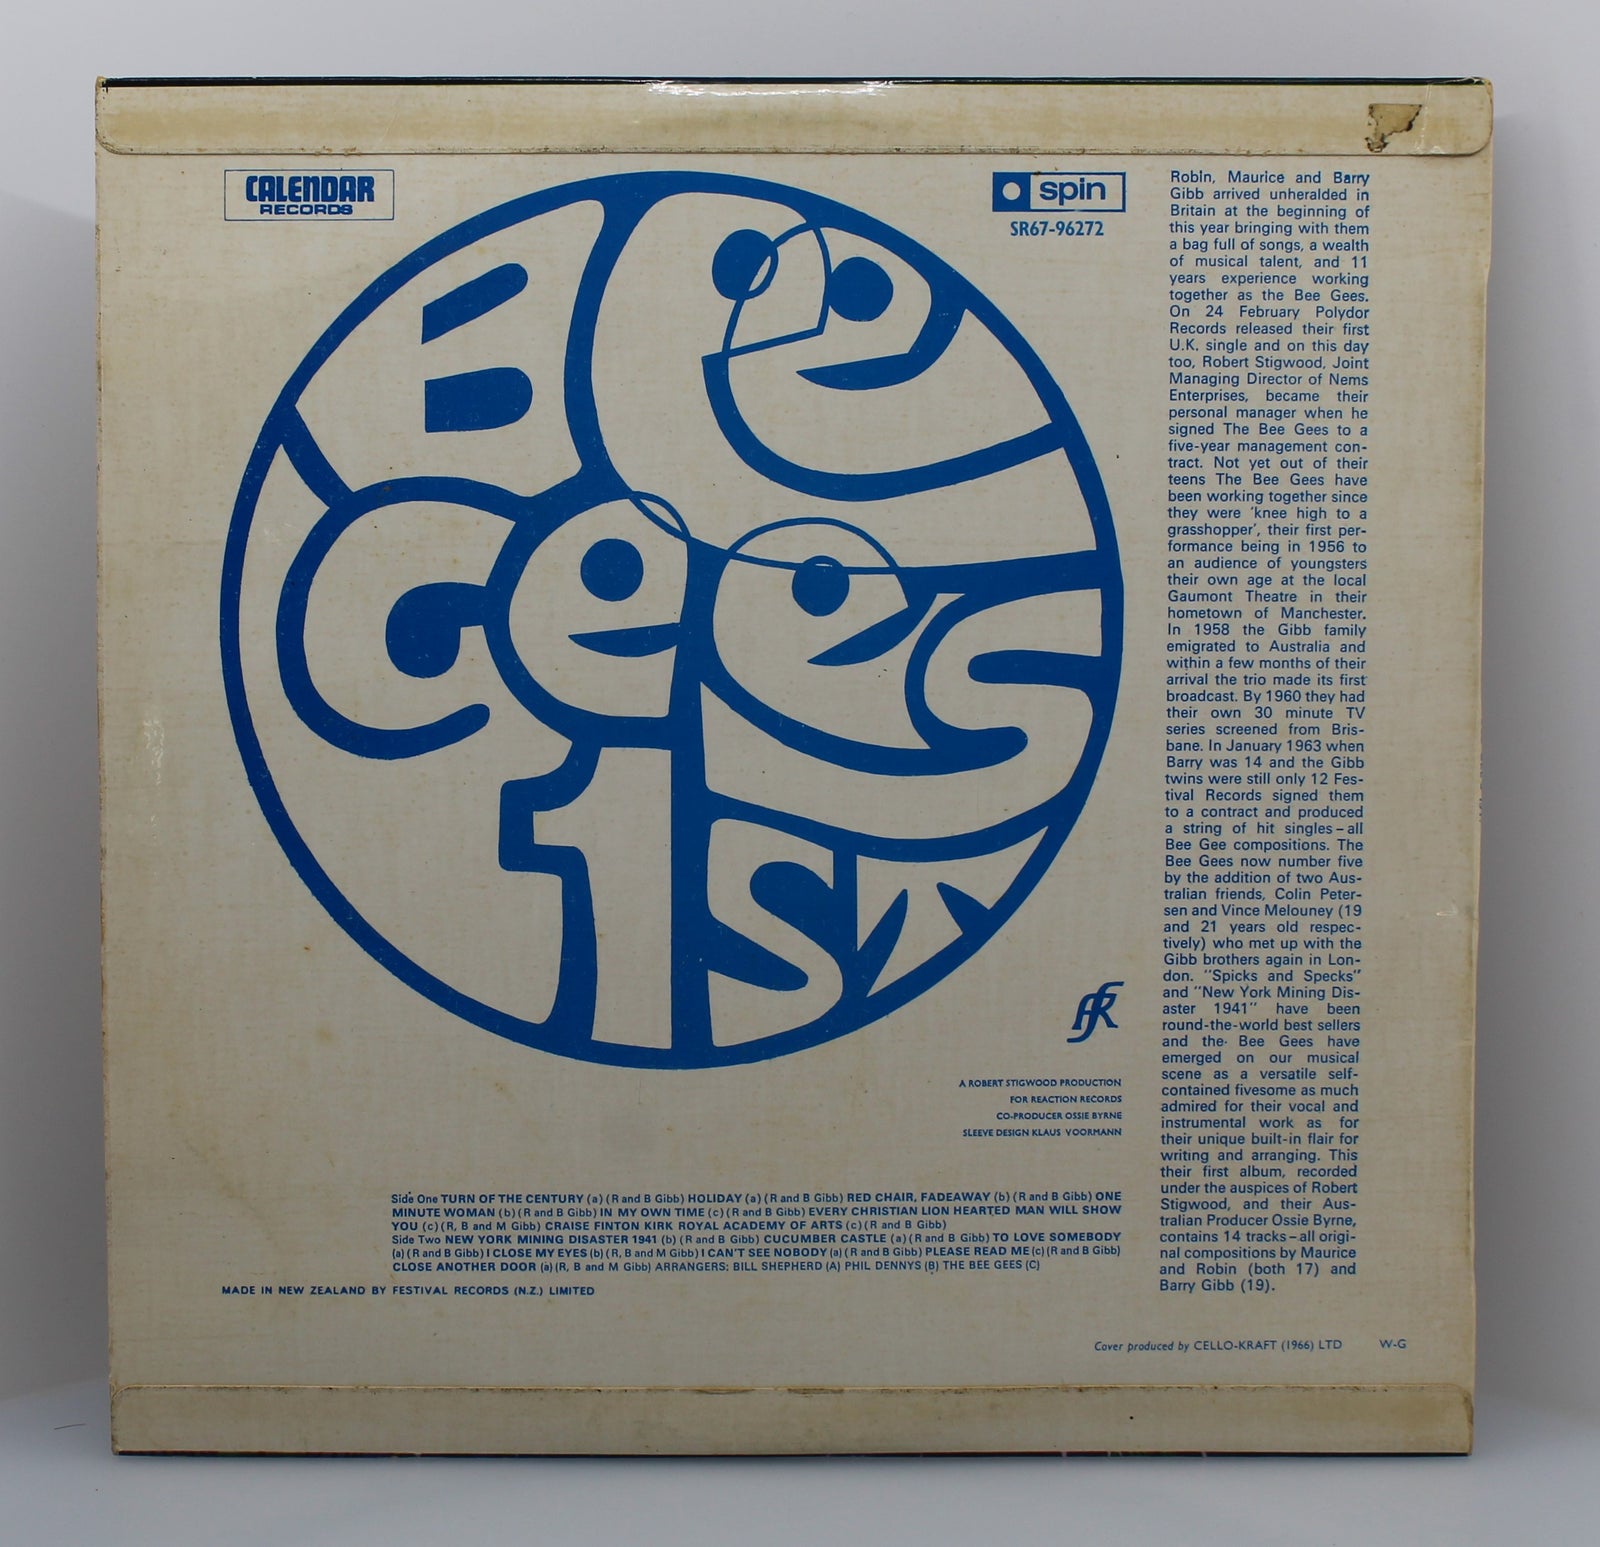 CALENDAR
RECORDS
spin
SR67-96272
Bee
Gees
1st
Robin, Maurice and Barry
Gibb arrived unheralded in
Britain at the beginning of
this year bringing with them
a bag full of songs, a wealth
of musical talent, and 11
years experience working
together as the Bee Gees.
On 24 February Polydor
Records released their first
U.K. single and on this day
too, Robert Stigwood, Joint
Managing Director of Nems
Enterprises, became their
personal manager when he
signed The Bee Gees to a
five-year management con-
tract. Not yet out of their
teens The Bee Gees have
been working together since
they were 'knee high to a
grasshopper', their first per-
formance being in 1956 to
an audience of youngsters
their own age at the local
Gaumont Theatre in their
hometown of Manchester.
In 1958 the Gibb family
emigrated to Australia and
within a few months of their
arrival the trio made its first
broadcast. By 1960 they had
their own 30 minute TV
series screened from Bris-
bane. In January 1963 when
Barry was 14 and the Gibb
twins were still only 12 Fes-
tival Records signed them
to a contract and produced
a string of hit singles – all
Bee Gee compositions. The
Bee Gees now number five
by the addition of two Aus-
tralian friends, Colin Peter-
sen and Vince Melouney (19
and 21 years old respec-
tively) who met up with the
Gibb brothers again in Lon-
don. "Spicks and Specks"
and "New York Mining Dis-
aster 1941" have been
round-the-world best sellers
and the Bee Gees have
emerged on our musical
scene as a versatile self-
contained fivesome as much
admired for their vocal and
instrumental work as for
their unique built-in flair for
writing and arranging. This
their first album, recorded
under the auspices of Robert
Stigwood, and their Aus-
tralian Producer Ossie Byrne,
contains 14 tracks – all origi-
nal compositions by Maurice
and Robin (both 17) and
Barry Gibb (19).
A ROBERT STIGWOOD PRODUCTION
FOR REACTION RECORDS
CO-PRODUCER OSSIE BYRNE
SLEEVE DESIGN KLAUS VOORMANN
Side One TURN OF THE CENTURY (a) (R and B Gibb) HOLIDAY (a) (R and B Gibb) RED CHAIR, FADEAWAY (b) (R and B Gibb) ONE
MINUTE WOMAN (b) (R and B Gibb) IN MY OWN TIME (c) (R and B Gibb) EVERY CHRISTIAN LION HEARTED MAN WILL SHOW
YOU (c) (R, B and M Gibb) CRAISE FINTON KIRK ROYAL ACADEMY OF ARTS (c) (R and B Gibb)
Side Two NEW YORK MINING DISASTER 1941 (b) (R and B Gibb) CUCUMBER CASTLE (a) (R and B Gibb) TO LOVE SOMEBODY
(a) (R and B Gibb) I CLOSE MY EYES (b) (R, B and M Gibb) I CAN'T SEE NOBODY (a) (R and B Gibb) PLEASE READ ME (c) (R and B Gibb)
CLOSE ANOTHER DOOR (a) (R, B and M Gibb) ARRANGERS: BILL SHEPHERD (A) PHIL DENNYS (B) THE BEE GEES (C)
MADE IN NEW ZEALAND BY FESTIVAL RECORDS (N.Z.) LIMITED
Cover produced by CELLO-KRAFT (1966) LTD W-G